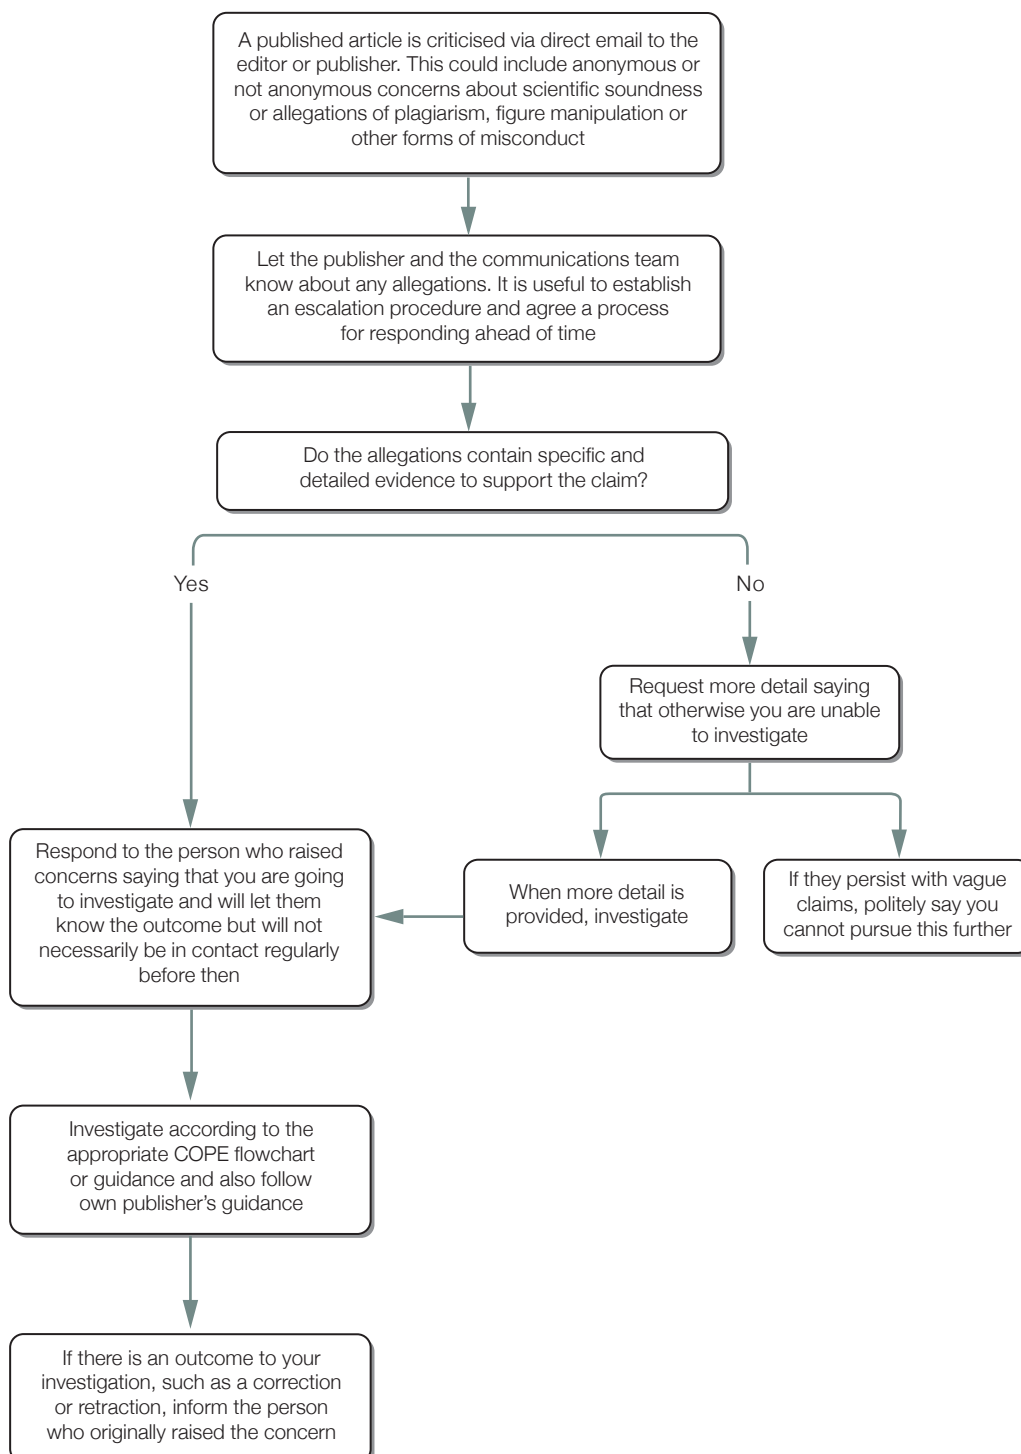 A published article is criticised via direct email to the
editor or publisher. This could include anonymous or
not anonymous concerns about scientific soundness
or allegations of plagiarism, figure manipulation or
other forms of misconduct
Let the publisher and the communications team
know about any allegations. It is useful to establish
an escalation procedure and agree a process
for responding ahead of time
Do the allegations contain specific and
detailed evidence to support the claim?
Yes
No
Request more detail saying
that otherwise you are unable
to investigate
Respond to the person who raised
concerns saying that you are going
to investigate and will let them
know the outcome but will not
necessarily be in contact regularly
before then
When more detail is
provided, investigate
If they persist with vague
claims, politely say you
cannot pursue this further
Investigate according to the
appropriate COPE flowchart
or guidance and also follow
own publisher’s guidance
If there is an outcome to your
investigation, such as a correction
or retraction, inform the person
who originally raised the concern